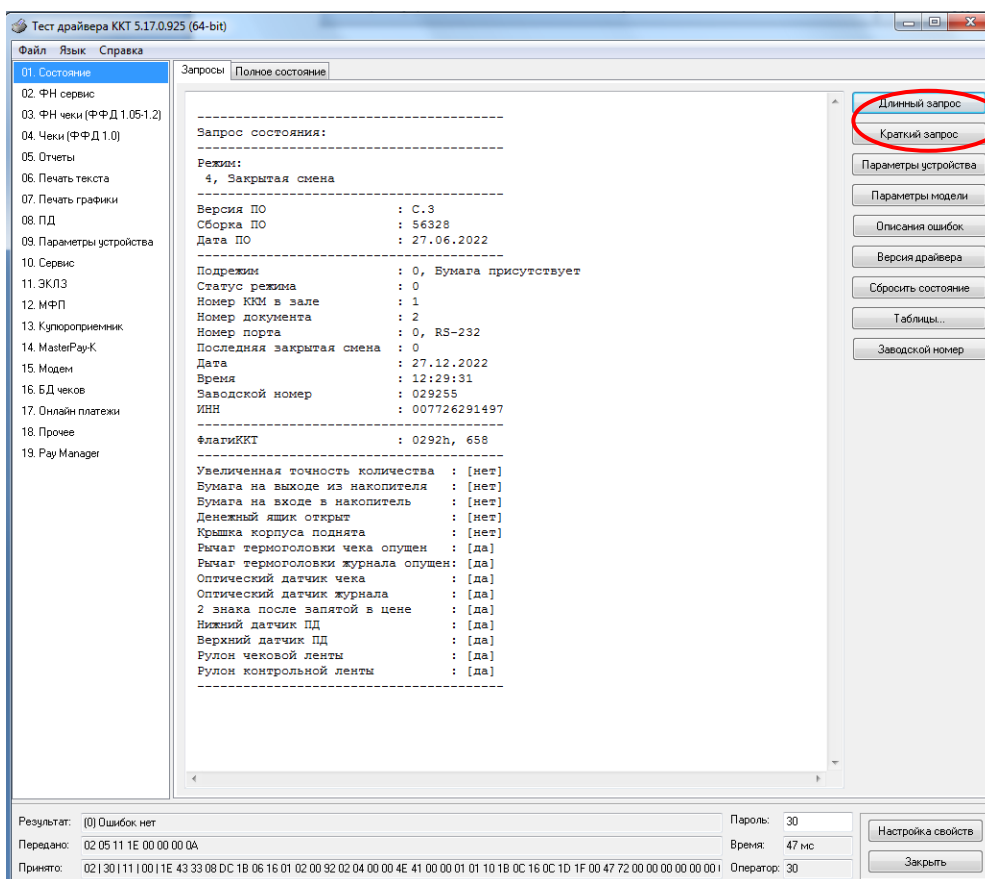 Тест драйвера ККТ 5.17.0.925 (64-bit)
Файл Язык Справка
01. Состояние
02. ФН сервис
03. ФН чеки (ФФД 1.05-1.2)
04. Чеки (ФФД 1.0)
05. Отчеты
06. Печать текста
07. Печать графики
08. ПД
09. Параметры устройства
10. Сервис
11. ЭКЛЗ
12. МФП
13. Купюроприемник
14. MasterPay-K
15. Модем
16. БД чеков
17. Онлайн платежи
18. Прочее
19. Pay Manager
Запросы Полное состояние
----------------------------------------
Запрос состояния:
----------------------------------------
Режим:
4, Закрытая смена
----------------------------------------
Версия ПО : C.3
Сборка ПО : 56328
Дата ПО : 27.06.2022
----------------------------------------
Подрежим : 0, Бумага присутствует
Статус режима : 0
Номер ККМ в зале : 1
Номер документа : 2
Номер порта : 0, RS-232
Последняя закрытая смена : 0
Дата : 27.12.2022
Время : 12:29:31
Заводской номер : 029255
ИНН : 007726291497
----------------------------------------
ФлагиККТ : 0292h, 658
----------------------------------------
Увеличенная точность количества : [нет]
Бумага на выходе из накопителя : [нет]
Бумага на входе в накопитель : [нет]
Денежный ящик открыт : [нет]
Крышка корпуса поднята : [нет]
Рычаг термоголовки чека опущен : [да]
Рычаг термоголовки журнала опущен: [да]
Оптический датчик чека : [да]
Оптический датчик журнала : [да]
2 знака после запятой в цене : [да]
Нижний датчик ПД : [да]
Верхний датчик ПД : [да]
Рулон чековой ленты : [да]
Рулон контрольной ленты : [да]
----------------------------------------
Длинный запрос
Краткий запрос
Параметры устройства
Параметры модели
Описания ошибок
Версия драйвера
Сбросить состояние
Таблицы...
Заводской номер
Результат: (0) Ошибок нет
Передано: 02 05 11 1E 00 00 00 0A
Принято: 02 | 30 | 11 | 00 | 1E 43 33 08 DC 1B 06 16 01 02 00 92 02 04 00 00 4E 41 00 00 01 01 10 1B 0C 16 0C 1D 1F 00 47 72 00 00 00 00 00 00
Пароль: 30
Время: 47 мс
Оператор: 30
Настройка свойств
Закрыть